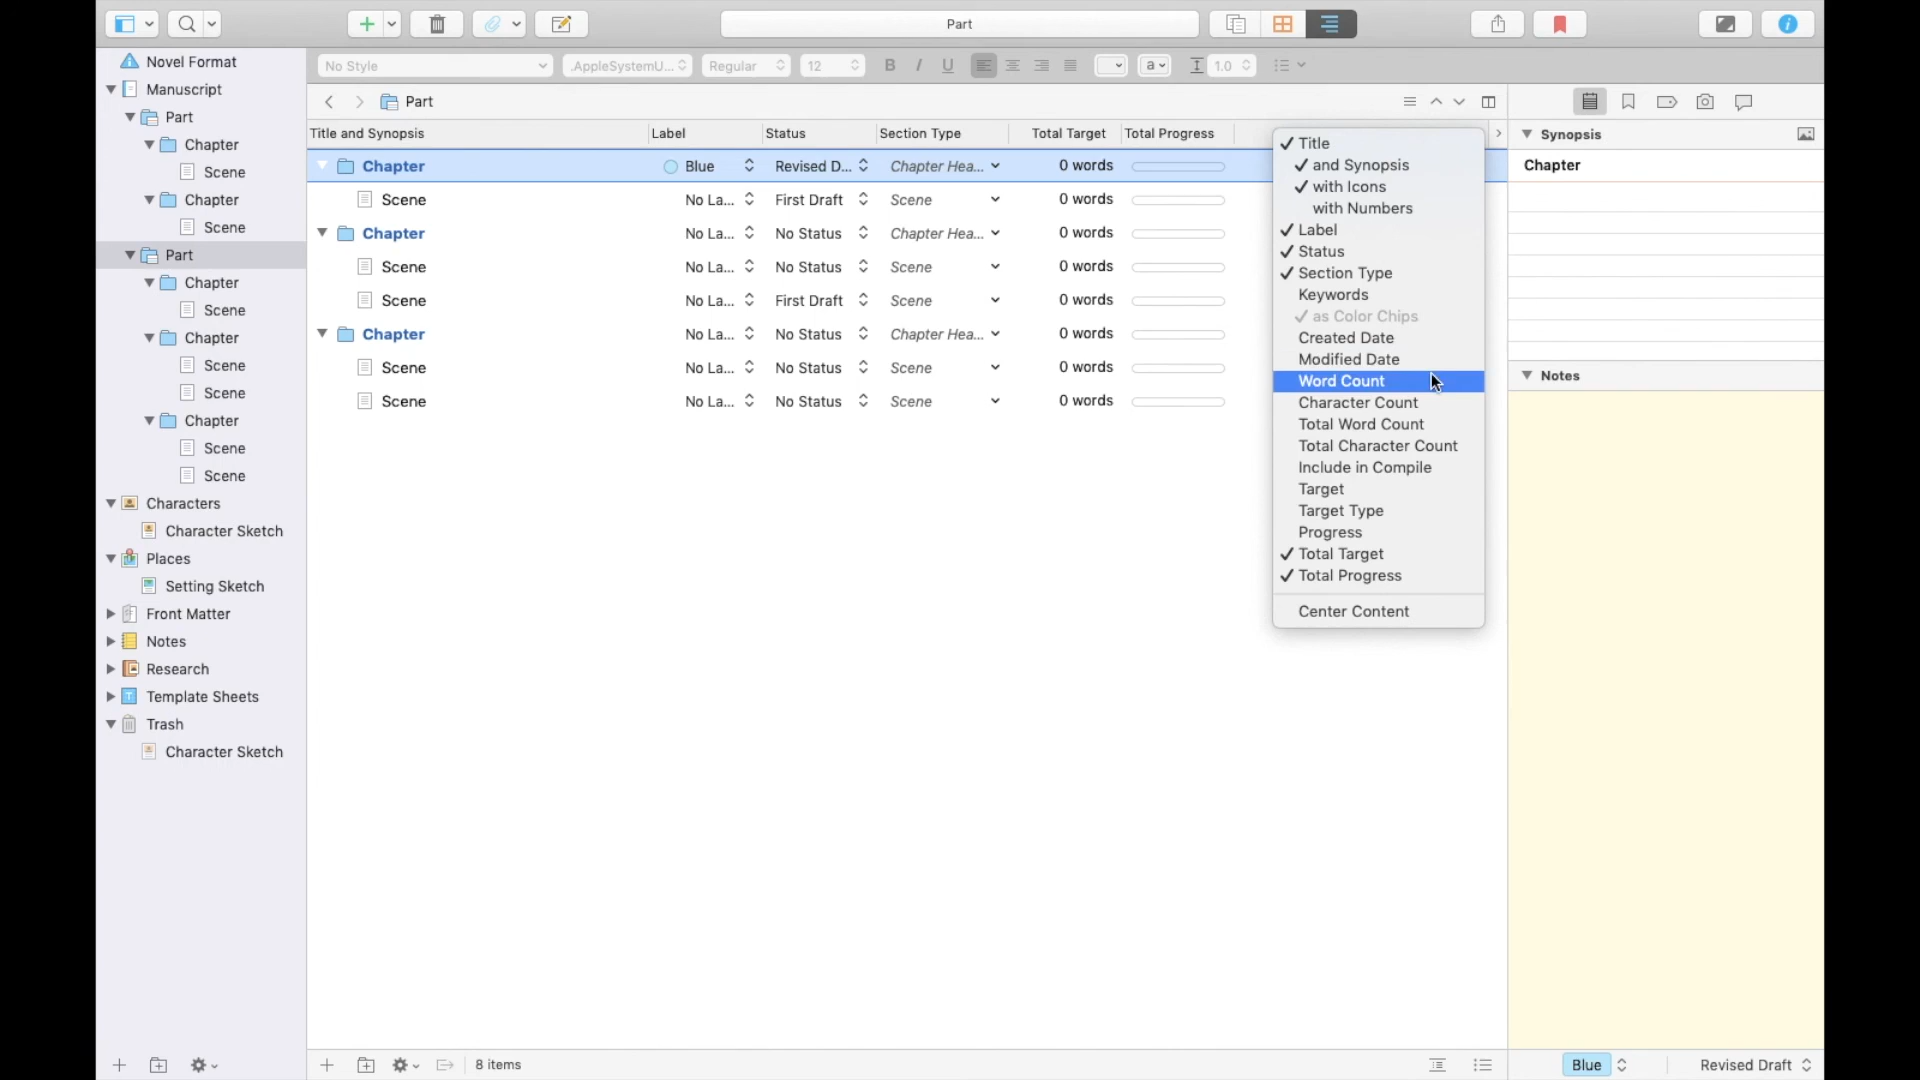 Part
No Style
.AppleSystemU...
Regular
12
B I U
a
1.0
Novel Format
Manuscript
Part
Chapter
Scene
Chapter
Scene
Part
Chapter
Scene
Chapter
Scene
Scene
Chapter
Scene
Scene
Characters
Character Sketch
Places
Setting Sketch
Front Matter
Notes
Research
Template Sheets
Trash
Character Sketch
Part
Title and Synopsis Label Status Section Type Total Target Total Progress
Chapter Blue Revised D... Chapter Hea... 0 words
Scene No La... First Draft Scene 0 words
Chapter No La... No Status Chapter Hea... 0 words
Scene No La... No Status Scene 0 words
Scene No La... First Draft Scene 0 words
Chapter No La... No Status Chapter Hea... 0 words
Scene No La... No Status Scene 0 words
Scene No La... No Status Scene 0 words
Title
and Synopsis
with Icons
with Numbers
Label
Status
Section Type
Keywords
as Color Chips
Created Date
Modified Date
Word Count
Character Count
Total Word Count
Total Character Count
Include in Compile
Target
Target Type
Progress
Total Target
Total Progress
Center Content
Synopsis
Chapter
Notes
8 items
Blue
Revised Draft